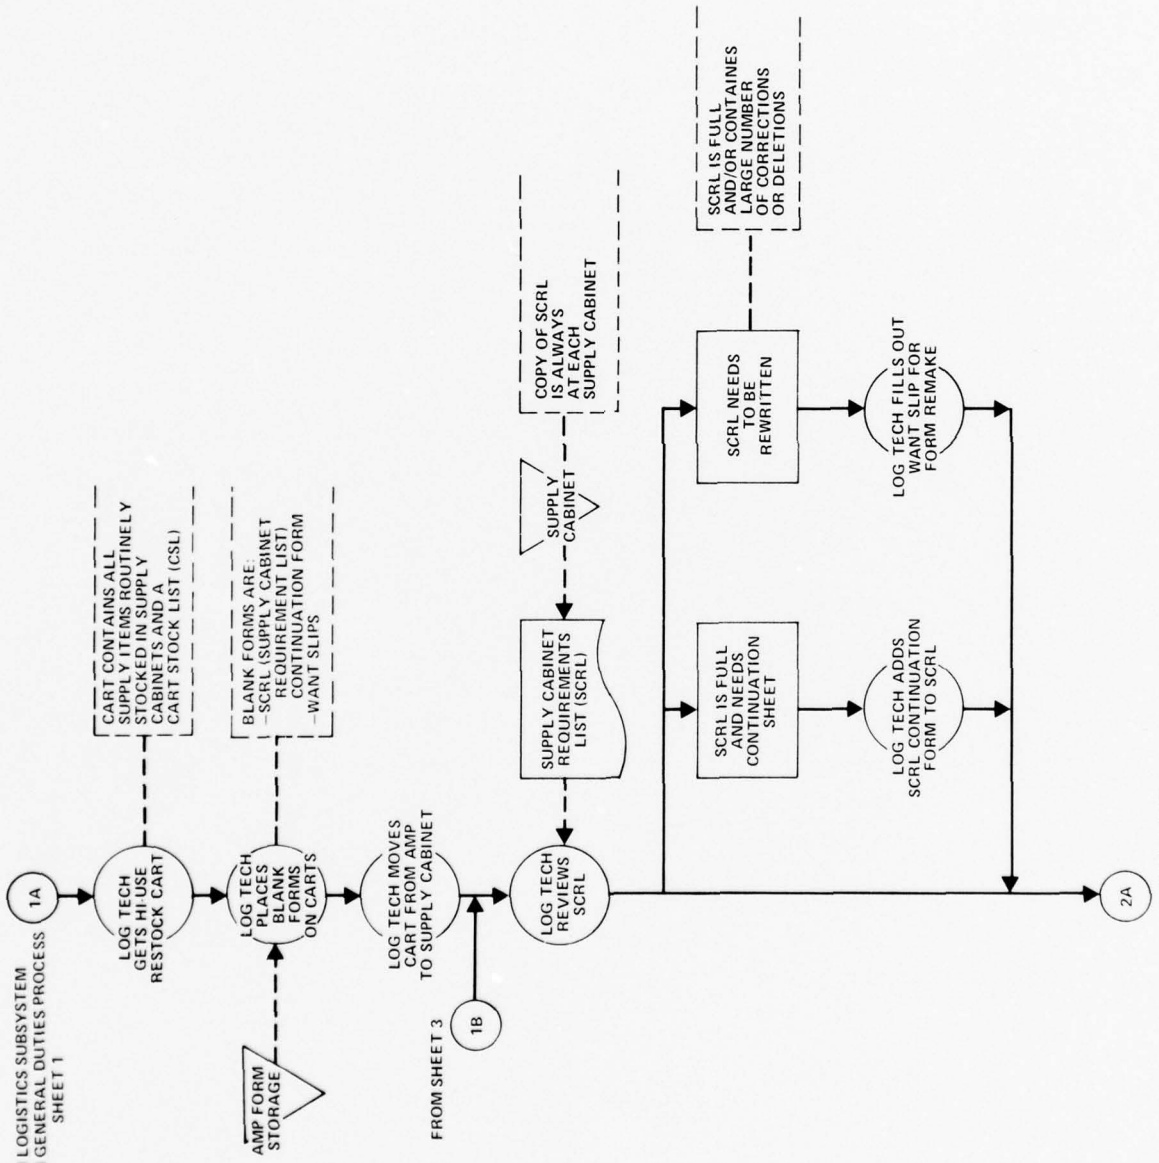 LOGISTICS SUBSYSTEM
GENERAL DUTIES PROCESS
SHEET 1
1A
LOG TECH
GETS HI-USE
RESTOCK CART
CART CONTAINS ALL
SUPPLY ITEMS ROUTINELY
STOCKED IN SUPPLY
CABINETS AND A
CART STOCK LIST (CSL)
AMP FORM
STORAGE
LOG TECH
PLACES
BLANK
FORMS
ON CARTS
BLANK FORMS ARE:
-SCRL (SUPPLY CABINET
REQUIREMENT LIST)
CONTINUATION FORM
-WANT SLIPS
LOG TECH MOVES
CART FROM AMP
TO SUPPLY CABINET
FROM SHEET 3
1B
LOG TECH
REVIEWS
SCRL
SUPPLY CABINET
REQUIREMENTS
LIST (SCRL)
SUPPLY
CABINET
COPY OF SCRL
IS ALWAYS
AT EACH
SUPPLY CABINET
SCRL IS FULL
AND NEEDS
CONTINUATION
SHEET
SCRL NEEDS
TO BE
REWRITTEN
SCRL IS FULL
AND/OR CONTAINES
LARGE NUMBER
OF CORRECTIONS
OR DELETIONS
LOG TECH ADDS
SCRL CONTINUATION
FORM TO SCRL
LOG TECH FILLS OUT
WANT SLIP FOR
FORM REMAKE
2A